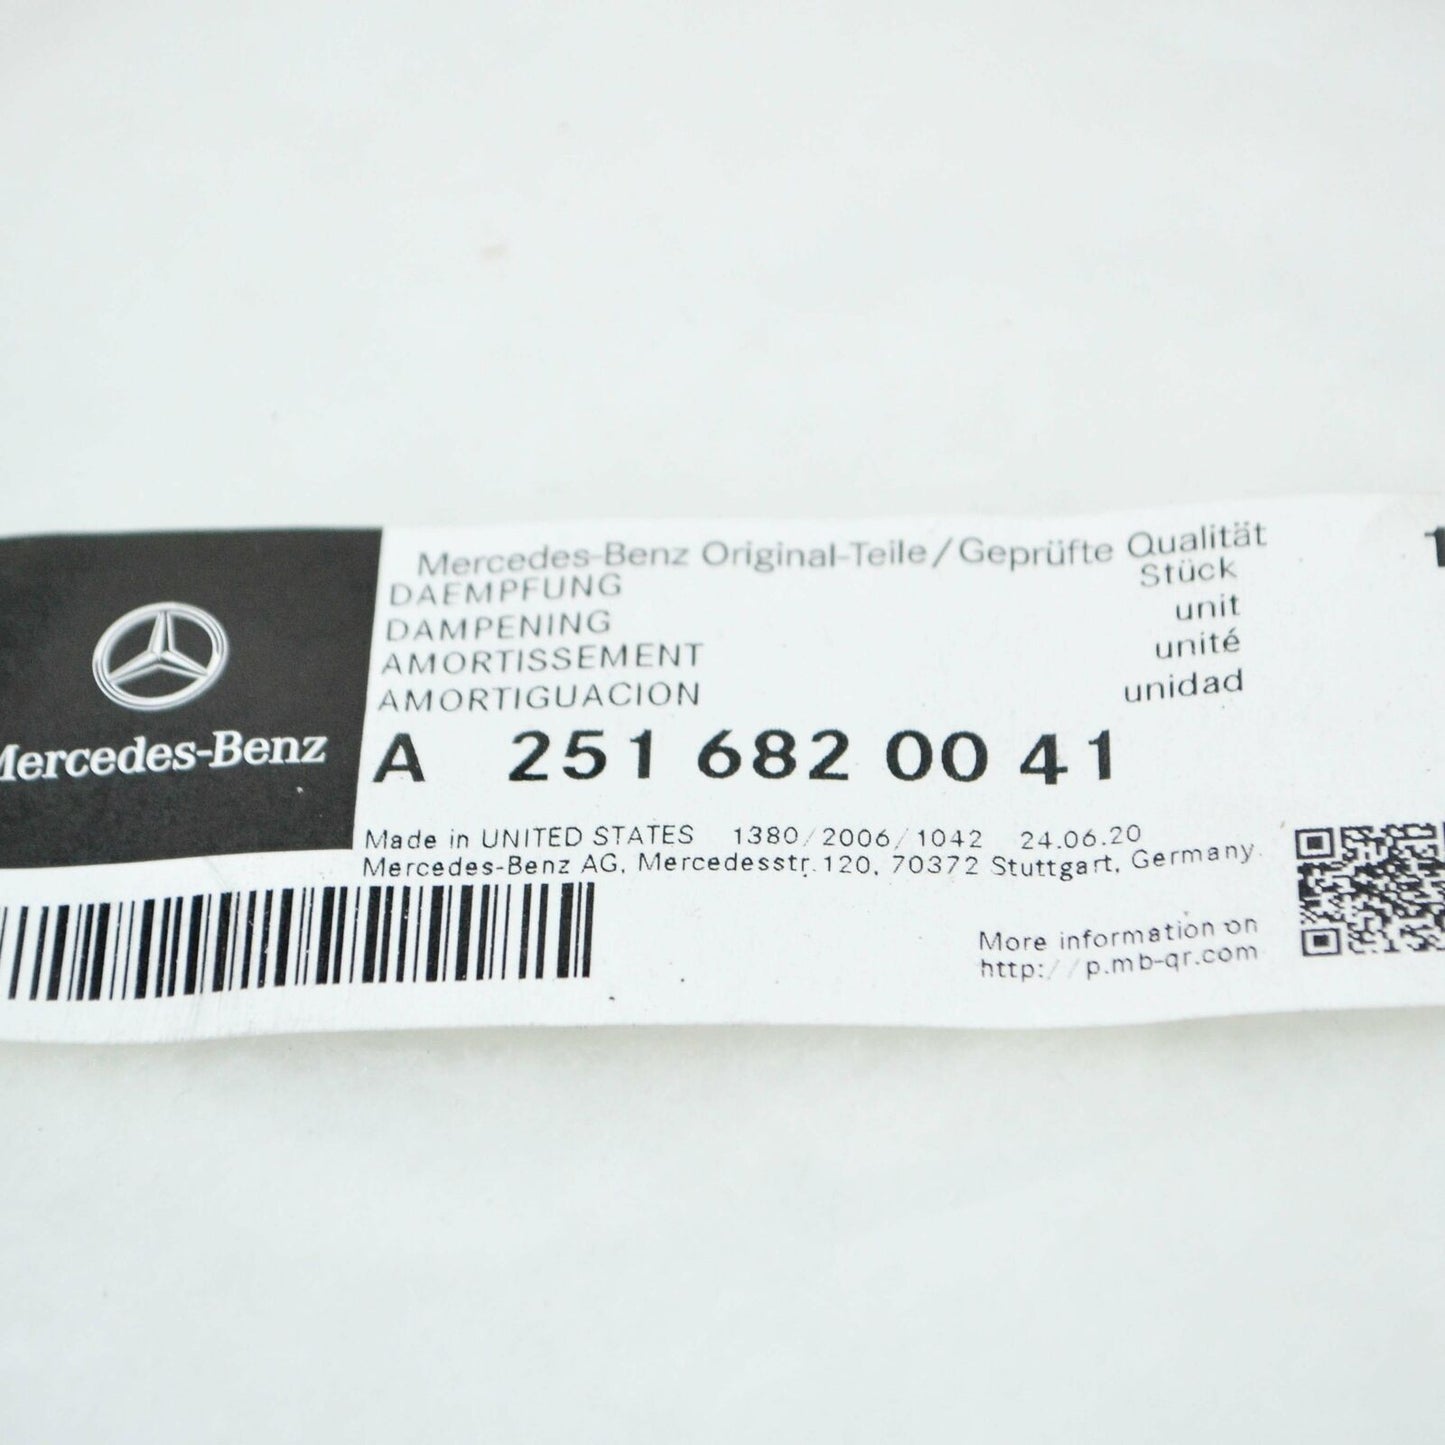 Mercedes-Benz
Mercedes-Benz Original-Teile/Geprüfte Qualität
DAEMPFUNG Stück 1
DAMPENING unit
AMORTISSEMENT unité
AMORTIGUACION unidad
A 251 682 00 41
Made in UNITED STATES 1380/2006/1042 24.06.20
Mercedes-Benz AG, Mercedesstr.120, 70372 Stuttgart, Germany.
More information on
http://p.mb-qr.com